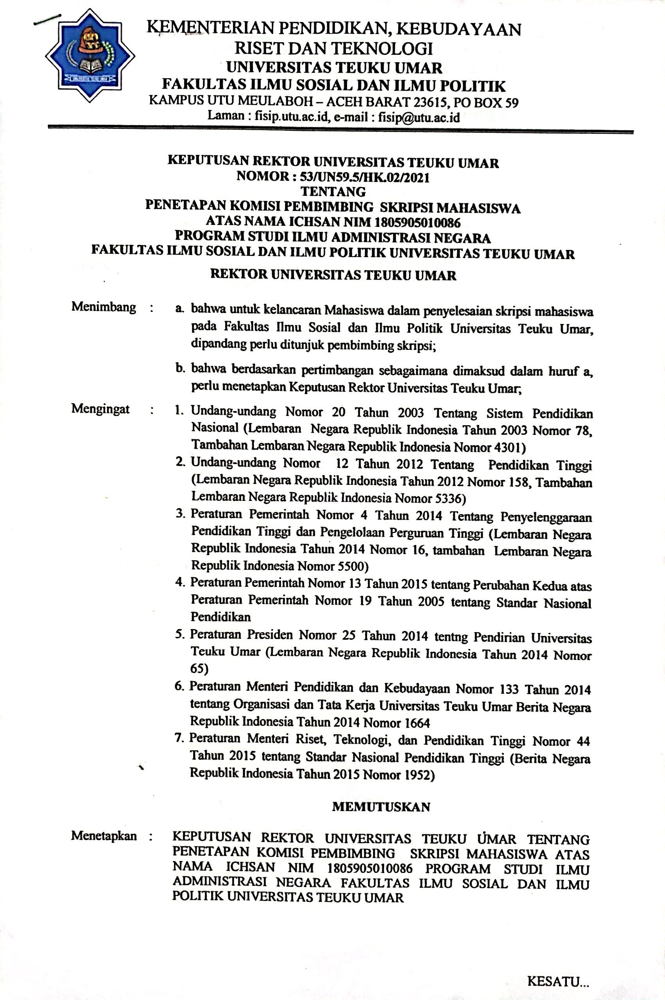 KEMENTERIAN PENDIDIKAN, KEBUDAYAAN
RISET DAN TEKNOLOGI
UNIVERSITAS TEUKU UMAR
FAKULTAS ILMU SOSIAL DAN ILMU POLITIK
KAMPUS UTU MEULABOH – ACEH BARAT 23615, PO BOX 59
Laman : fisip.utu.ac.id, e-mail : fisip@utu.ac.id
KEPUTUSAN REKTOR UNIVERSITAS TEUKU UMAR
NOMOR : 53/UN59.5/HK.02/2021
TENTANG
PENETAPAN KOMISI PEMBIMBING SKRIPSI MAHASISWA
ATAS NAMA ICHSAN NIM 1805905010086
PROGRAM STUDI ILMU ADMINISTRASI NEGARA
FAKULTAS ILMU SOSIAL DAN ILMU POLITIK UNIVERSITAS TEUKU UMAR
REKTOR UNIVERSITAS TEUKU UMAR
Menimbang : a. bahwa untuk kelancaran Mahasiswa dalam penyelesaian skripsi mahasiswa
pada Fakultas Ilmu Sosial dan Ilmu Politik Universitas Teuku Umar,
dipandang perlu ditunjuk pembimbing skripsi;
b. bahwa berdasarkan pertimbangan sebagaimana dimaksud dalam huruf a,
perlu menetapkan Keputusan Rektor Universitas Teuku Umar;
Mengingat : 1. Undang-undang Nomor 20 Tahun 2003 Tentang Sistem Pendidikan
Nasional (Lembaran Negara Republik Indonesia Tahun 2003 Nomor 78,
Tambahan Lembaran Negara Republik Indonesia Nomor 4301)
2. Undang-undang Nomor 12 Tahun 2012 Tentang Pendidikan Tinggi
(Lembaran Negara Republik Indonesia Tahun 2012 Nomor 158, Tambahan
Lembaran Negara Republik Indonesia Nomor 5336)
3. Peraturan Pemerintah Nomor 4 Tahun 2014 Tentang Penyelenggaraan
Pendidikan Tinggi dan Pengelolaan Perguruan Tinggi (Lembaran Negara
Republik Indonesia Tahun 2014 Nomor 16, tambahan Lembaran Negara
Republik Indonesia Nomor 5500)
4. Peraturan Pemerintah Nomor 13 Tahun 2015 tentang Perubahan Kedua atas
Peraturan Pemerintah Nomor 19 Tahun 2005 tentang Standar Nasional
Pendidikan
5. Peraturan Presiden Nomor 25 Tahun 2014 tentng Pendirian Universitas
Teuku Umar (Lembaran Negara Republik Indonesia Tahun 2014 Nomor
65)
6. Peraturan Menteri Pendidikan dan Kebudayaan Nomor 133 Tahun 2014
tentang Organisasi dan Tata Kerja Universitas Teuku Umar Berita Negara
Republik Indonesia Tahun 2014 Nomor 1664
7. Peraturan Menteri Riset, Teknologi, dan Pendidikan Tinggi Nomor 44
Tahun 2015 tentang Standar Nasional Pendidikan Tinggi (Berita Negara
Republik Indonesia Tahun 2015 Nomor 1952)
MEMUTUSKAN
Menetapkan : KEPUTUSAN REKTOR UNIVERSITAS TEUKU UMAR TENTANG
PENETAPAN KOMISI PEMBIMBING SKRIPSI MAHASISWA ATAS
NAMA ICHSAN NIM 1805905010086 PROGRAM STUDI ILMU
ADMINISTRASI NEGARA FAKULTAS ILMU SOSIAL DAN ILMU
POLITIK UNIVERSITAS TEUKU UMAR
KESATU...